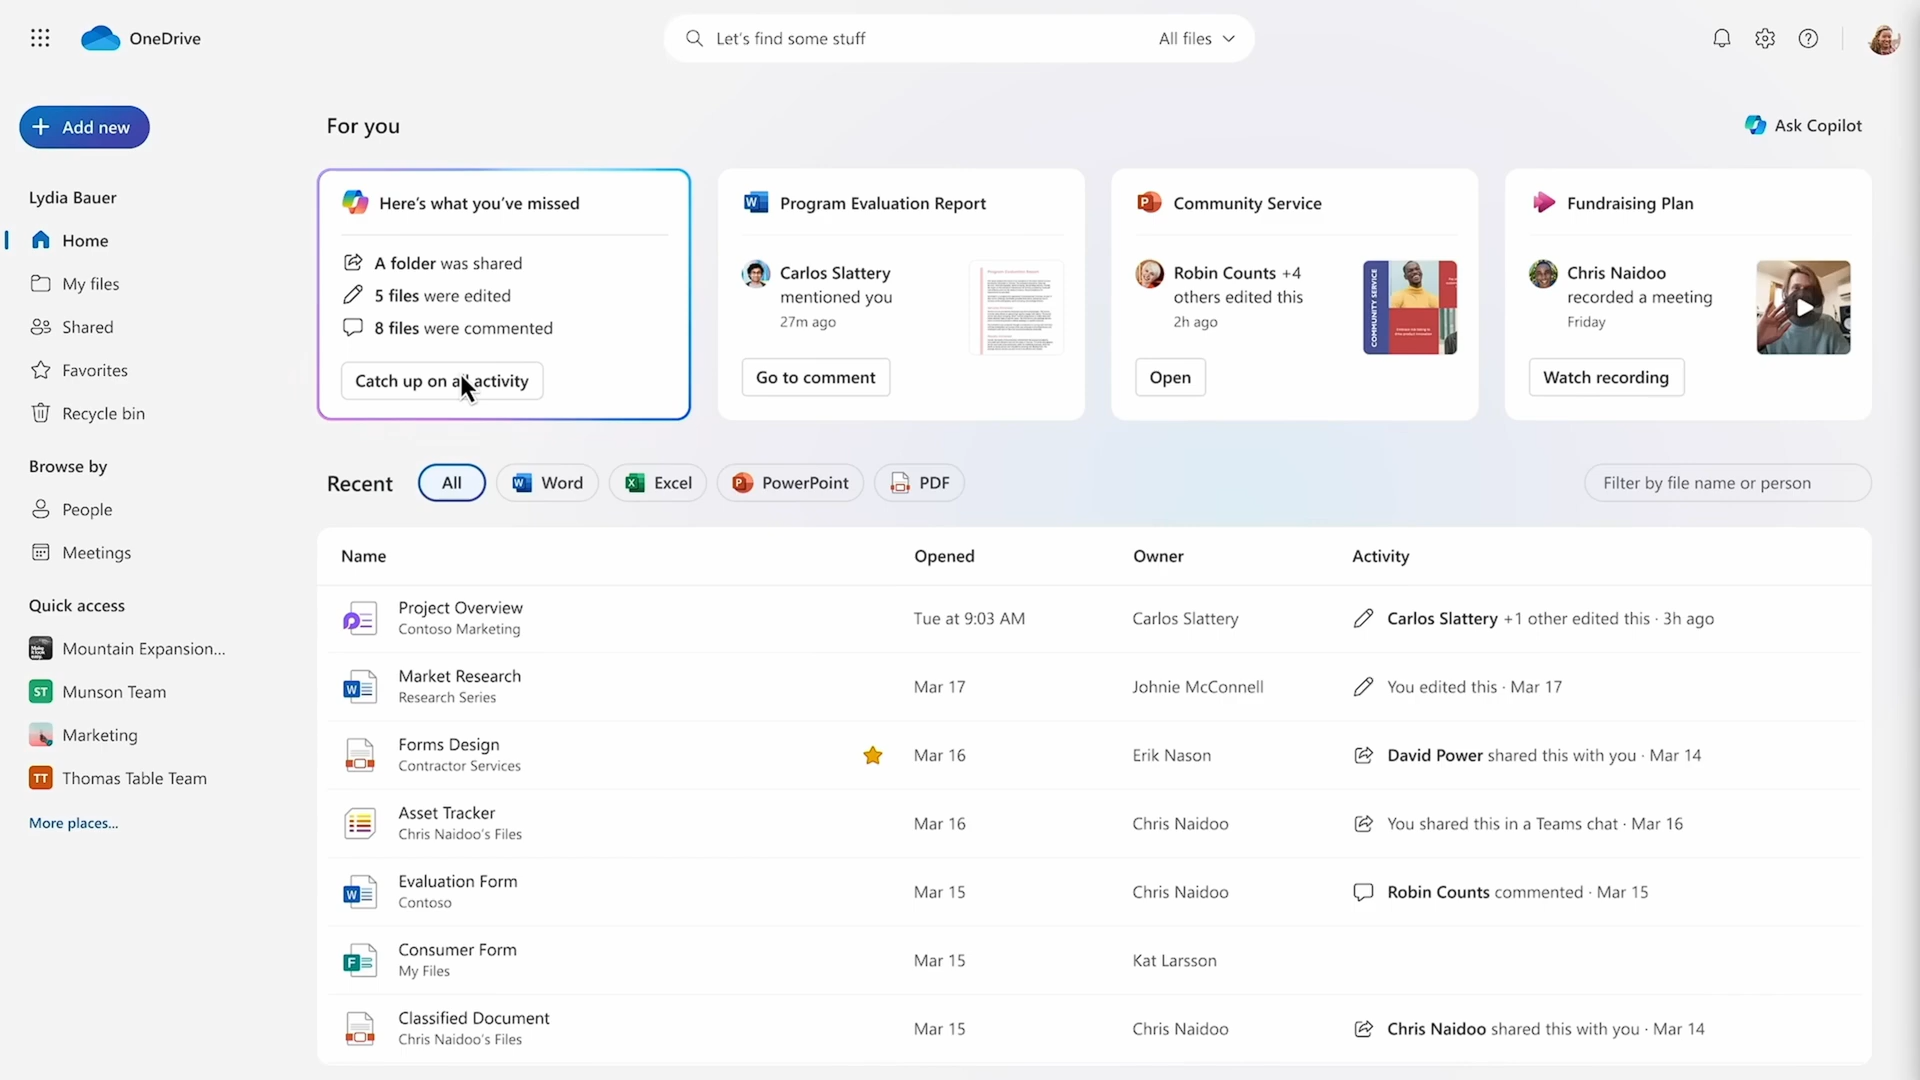 OneDrive
Let's find some stuff
All files
Add new
Lydia Bauer
Home
My files
Shared
Favorites
Recycle bin
Browse by
People
Meetings
Quick access
Mountain Expansion...
ST Munson Team
Marketing
TT Thomas Table Team
More places...
For you
Ask Copilot
Here's what you've missed
A folder was shared
5 files were edited
8 files were commented
Catch up on all activity
Program Evaluation Report
Carlos Slattery
mentioned you
27m ago
Go to comment
Community Service
Robin Counts +4
others edited this
2h ago
Open
COMMUNITY SERVICE
Fundraising Plan
Chris Naidoo
recorded a meeting
Friday
Watch recording
Recent
All
Word
Excel
PowerPoint
PDF
Filter by file name or person
Name Opened Owner Activity
Project Overview
Contoso Marketing
Tue at 9:03 AM
Carlos Slattery
Carlos Slattery +1 other edited this · 3h ago
Market Research
Research Series
Mar 17
Johnie McConnell
You edited this · Mar 17
Forms Design
Contractor Services
Mar 16
Erik Nason
David Power shared this with you · Mar 14
Asset Tracker
Chris Naidoo's Files
Mar 16
Chris Naidoo
You shared this in a Teams chat · Mar 16
Evaluation Form
Contoso
Mar 15
Chris Naidoo
Robin Counts commented · Mar 15
Consumer Form
My Files
Mar 15
Kat Larsson
Classified Document
Chris Naidoo's Files
Mar 15
Chris Naidoo
Chris Naidoo shared this with you · Mar 14